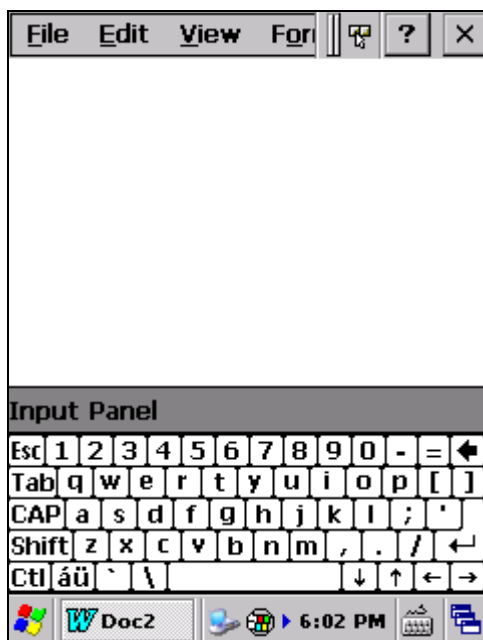 File Edit View For ? ×
Input Panel
Esc 1 2 3 4 5 6 7 8 9 0 - = 🡄
Tab q w e r t y u i o p [ ]
CAP a s d f g h j k l ; '
Shift z x c v b n m , . / ↵
Ctl áü ` \ ↓ ↑ ← →
W Doc2 6:02 PM